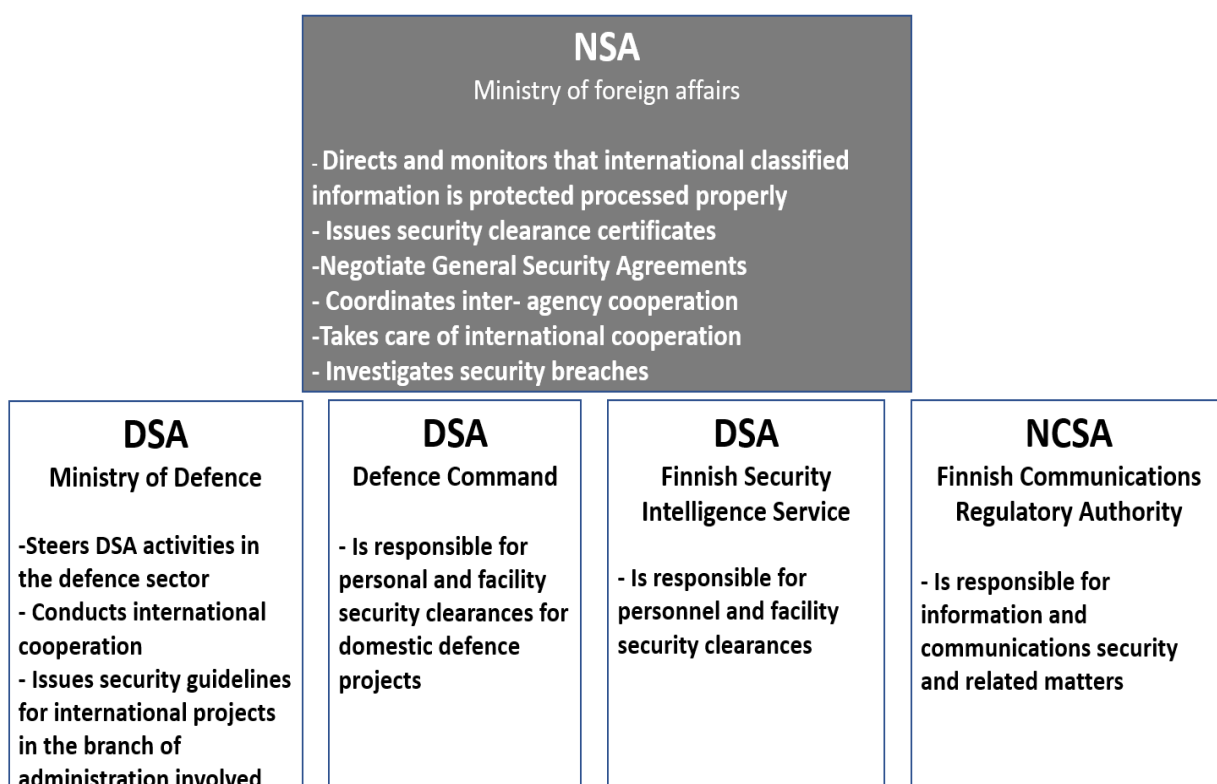 NSA
Ministry of foreign affairs
- Directs and monitors that international classified
information is protected processed properly
- Issues security clearance certificates
-Negotiate General Security Agreements
- Coordinates inter- agency cooperation
-Takes care of international cooperation
- Investigates security breaches
DSA
Ministry of Defence
-Steers DSA activities in
the defence sector
- Conducts international
cooperation
- Issues security guidelines
for international projects
in the branch of
administration involved
DSA
Defence Command
- Is responsible for
personal and facility
security clearances for
domestic defence
projects
DSA
Finnish Security
Intelligence Service
- Is responsible for
personnel and facility
security clearances
NCSA
Finnish Communications
Regulatory Authority
- Is responsible for
information and
communications security
and related matters